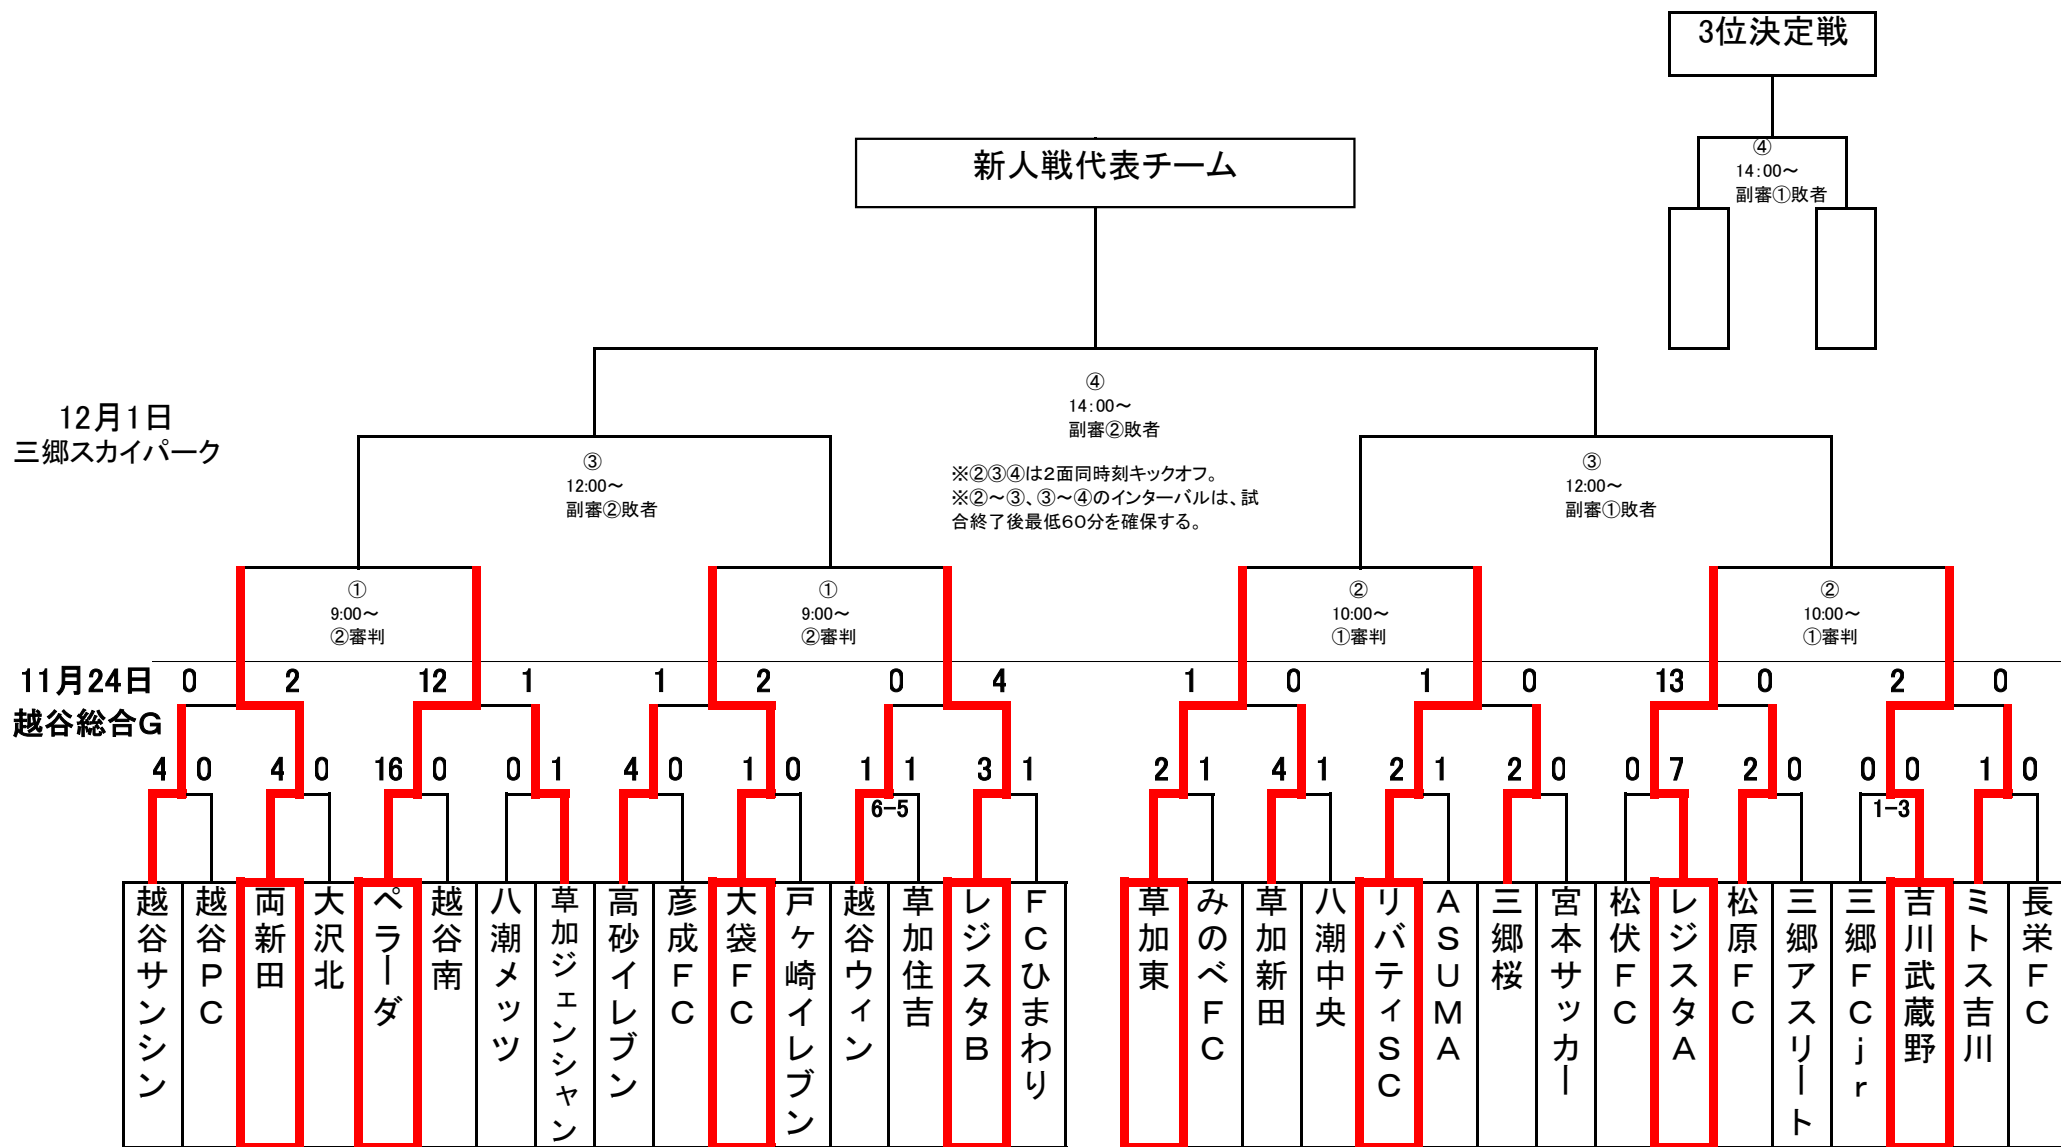 3位決定戦
④
14:00～
副審①敗者
新人戦代表チーム
12月1日
三郷スカイパーク
④
14:00～
副審②敗者
③
12:00～
副審②敗者
※②③④は2面同時刻キックオフ。
※②～③、③～④のインターバルは、試
合終了後最低60分を確保する。
③
12:00～
副審①敗者
①
9:00～
②審判
①
9:00～
②審判
②
10:00～
①審判
②
10:00～
①審判
11月24日 0 2 12 1 1 2 0 4 1 0 1 0 13 0 2 0
越谷総合G
4 0 4 0 16 0 0 1 4 0 1 0 1 1 3 1 2 1 4 1 2 1 2 0 0 7 2 0 0 0 1 0
6-5
1-3
越谷サンシン
越谷PC
両新田
大沢北
ペラーダ
越谷南
八潮メッツ
草加ジェンシャン
高砂イレブン
彦成FC
大袋FC
戸ヶ崎イレブン
越谷ウィン
草加住吉
レジスタB
FCひまわり
草加東
みのべFC
草加新田
八潮中央
リバティSC
ASUMA
三郷桜
宮本サッカー
松伏FC
レジスタA
松原FC
三郷アスリート
三郷FCjr
吉川武蔵野
ミトス吉川
長栄FC